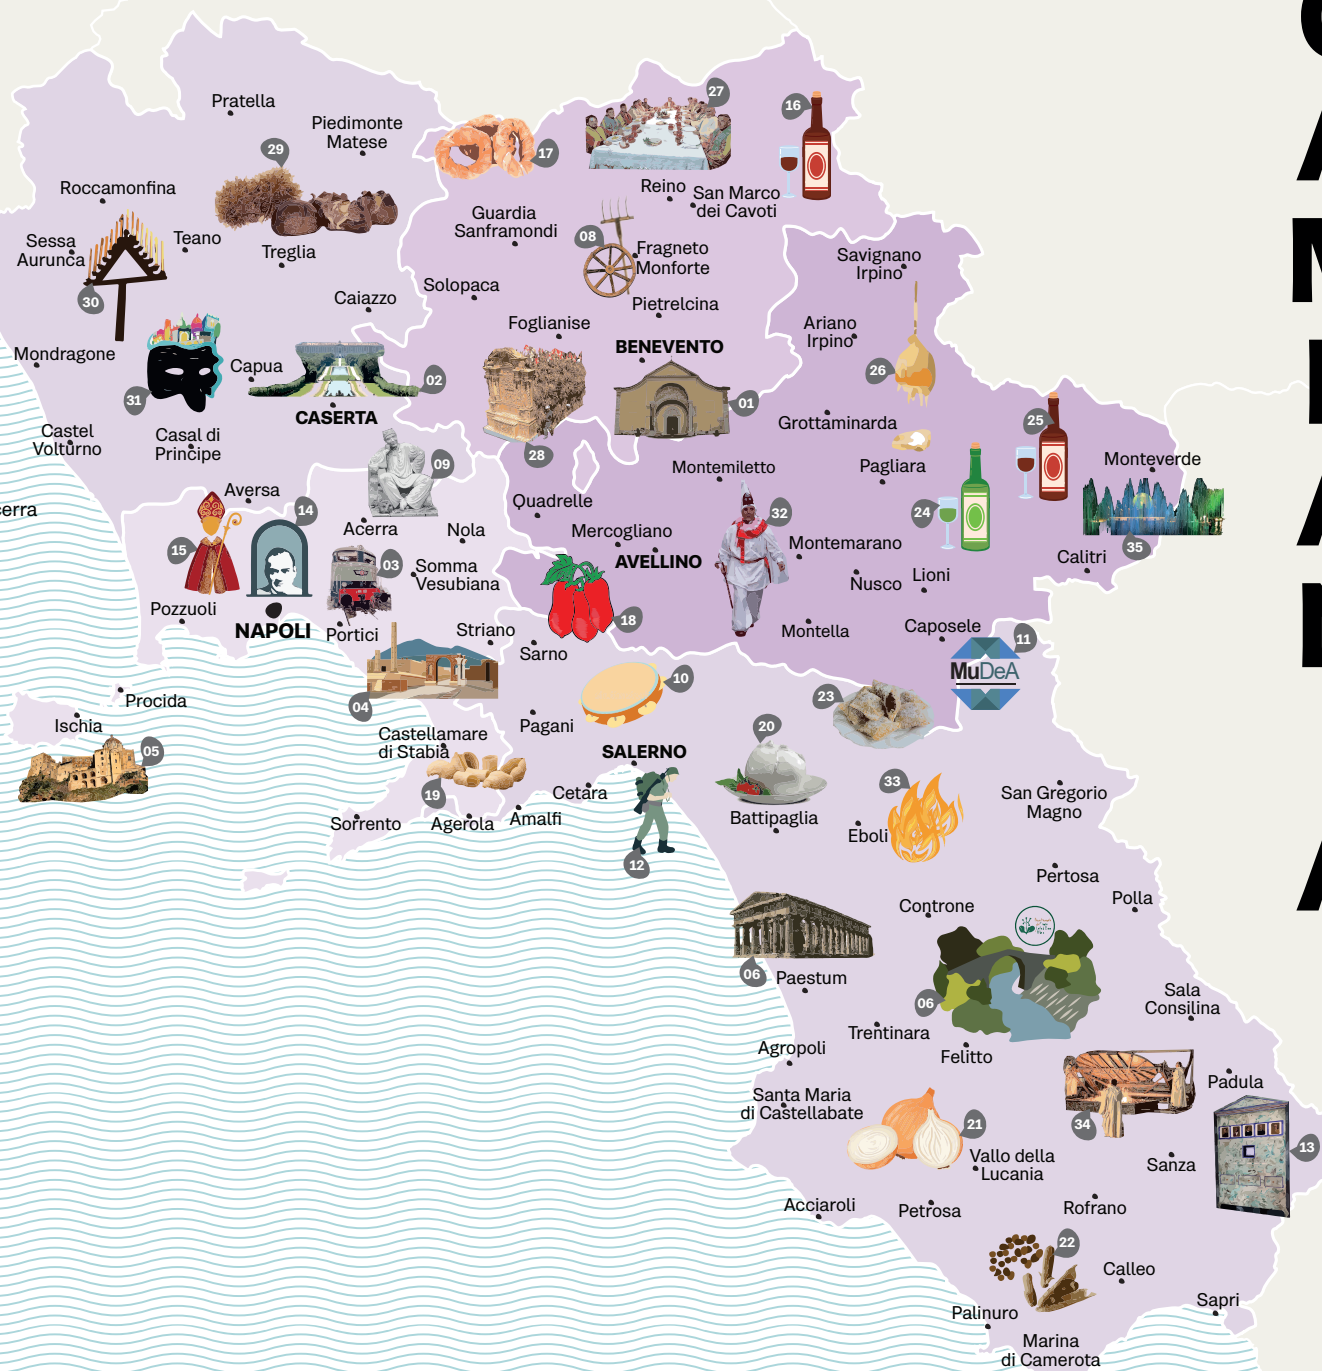 Pratella
Piedimonte
Matese
29
17
27
16
Roccamonfina
Reino
San Marco
dei Cavoti
Guardia
Sanframondi
Sessa
Aurunca
Teano
Treglia
08
Fragneto
Monforte
Savignano
Irpino
30
Caiazzo
Solopaca
Pietrelcina
Foglianise
Ariano
Irpino
BENEVENTO
Mondragone
Capua
02
26
31
CASERTA
01
Castel
Volturno
Casal di
Principe
Grottaminarda
25
28
09
Montemiletto
Pagliara
Monteverde
Aversa
Quadrelle
14
32
24
erra
Acerra
Nola
Mercogliano
Montemarano
35
15
03
Somma
Vesubiana
AVELLINO
Calitri
Nusco
Lioni
Pozzuoli
NAPOLI
Portici
Striano
18
Montella
Caposele
11
MuDeA
Sarno
10
23
Procida
04
Ischia
Pagani
20
Castellamare
di Stabia
05
SALERNO
33
19
Cetara
San Gregorio
Magno
Sorrento
Agerola
Amalfi
Battipaglia
Eboli
12
Pertosa
Controne
Polla
06
Paestum
06
Sala
Consilina
Trentinara
Agropoli
Felitto
Padula
Santa Maria
di Castellabate
21
34
13
Vallo della
Lucania
Sanza
Acciaroli
Petrosa
Rofrano
22
Calleo
Palinuro
Sapri
Marina
di Camerota